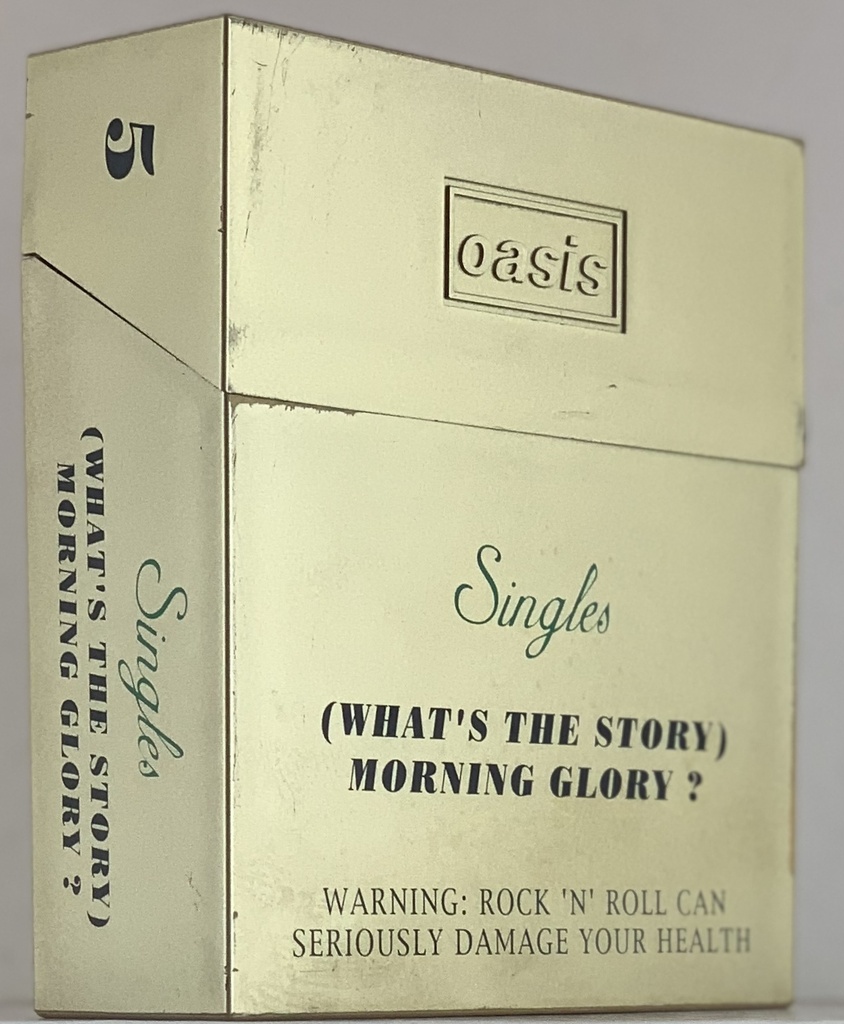 5
Singles
(WHAT'S THE STORY)
MORNING GLORY ?
oasis
Singles
(WHAT'S THE STORY)
MORNING GLORY ?
WARNING: ROCK 'N' ROLL CAN
SERIOUSLY DAMAGE YOUR HEALTH